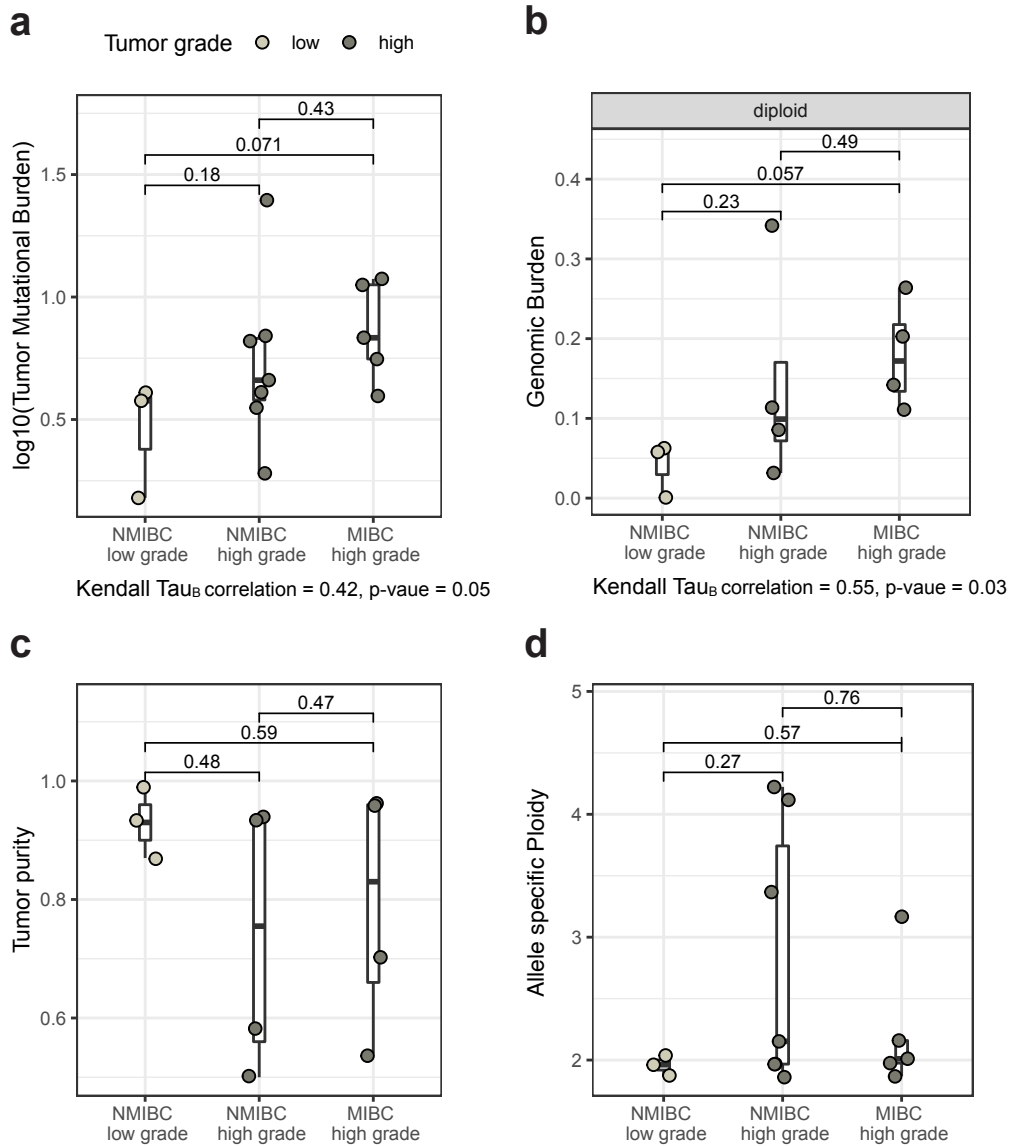 a
Tumor grade low high
log10(Tumor Mutational Burden)
1.5
1.0
0.5
0.43
0.071
0.18
NMIBC low grade
NMIBC high grade
MIBC high grade
Kendall TauB correlation = 0.42, p-vaue = 0.05
b
diploid
Genomic Burden
0.4
0.3
0.2
0.1
0.0
0.49
0.057
0.23
NMIBC low grade
NMIBC high grade
MIBC high grade
Kendall TauB correlation = 0.55, p-vaue = 0.03
c
Tumor purity
1.0
0.8
0.6
0.47
0.59
0.48
NMIBC low grade
NMIBC high grade
MIBC high grade
d
Allele specific Ploidy
5
4
3
2
0.76
0.57
0.27
NMIBC low grade
NMIBC high grade
MIBC high grade